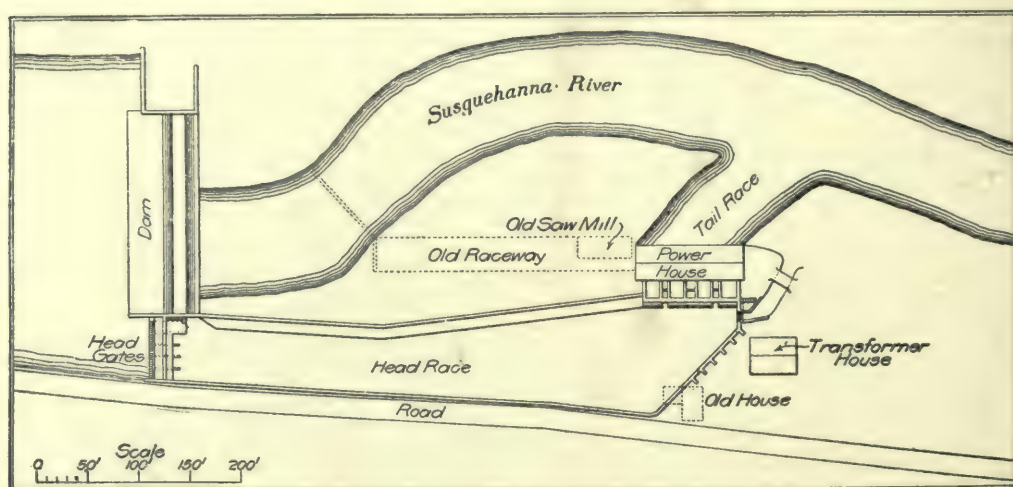 Susquehanna River
Dam
Old Saw Mill
Tail Race
Old Raceway
Power
House
Head
Gates
Head Race
Transformer
House
Old House
Road
Scale
0 50' 100' 150' 200'